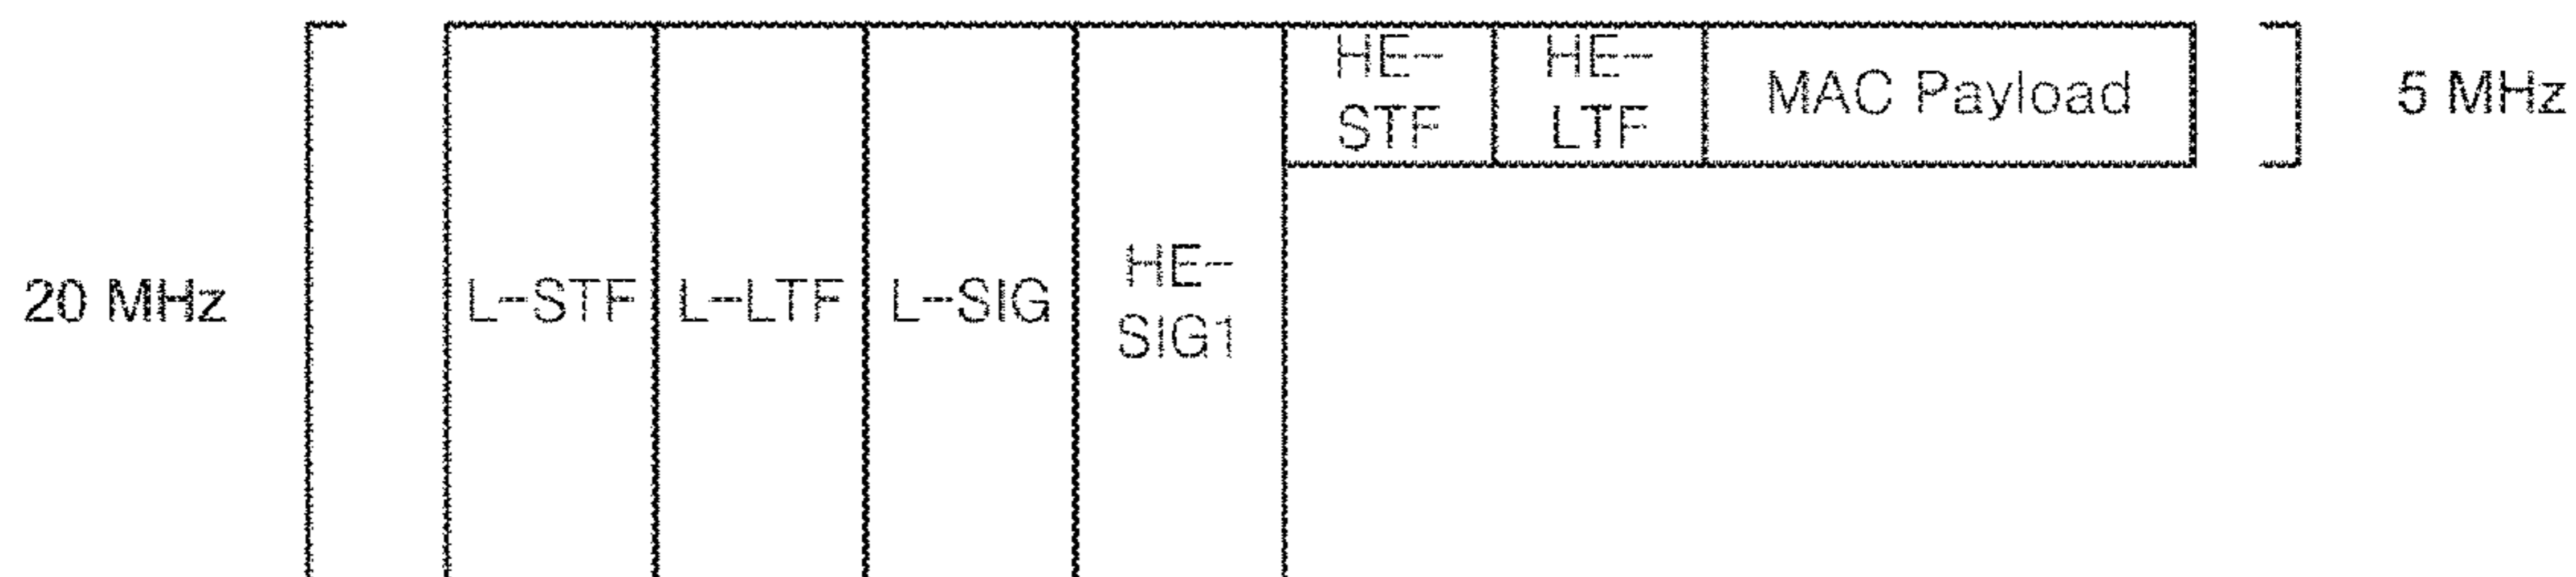 HE-
STF
HE-
LTF
MAC Payload
5 MHz
20 MHz
L-STF
L-LTF
L-SIG
HE-
SIG1